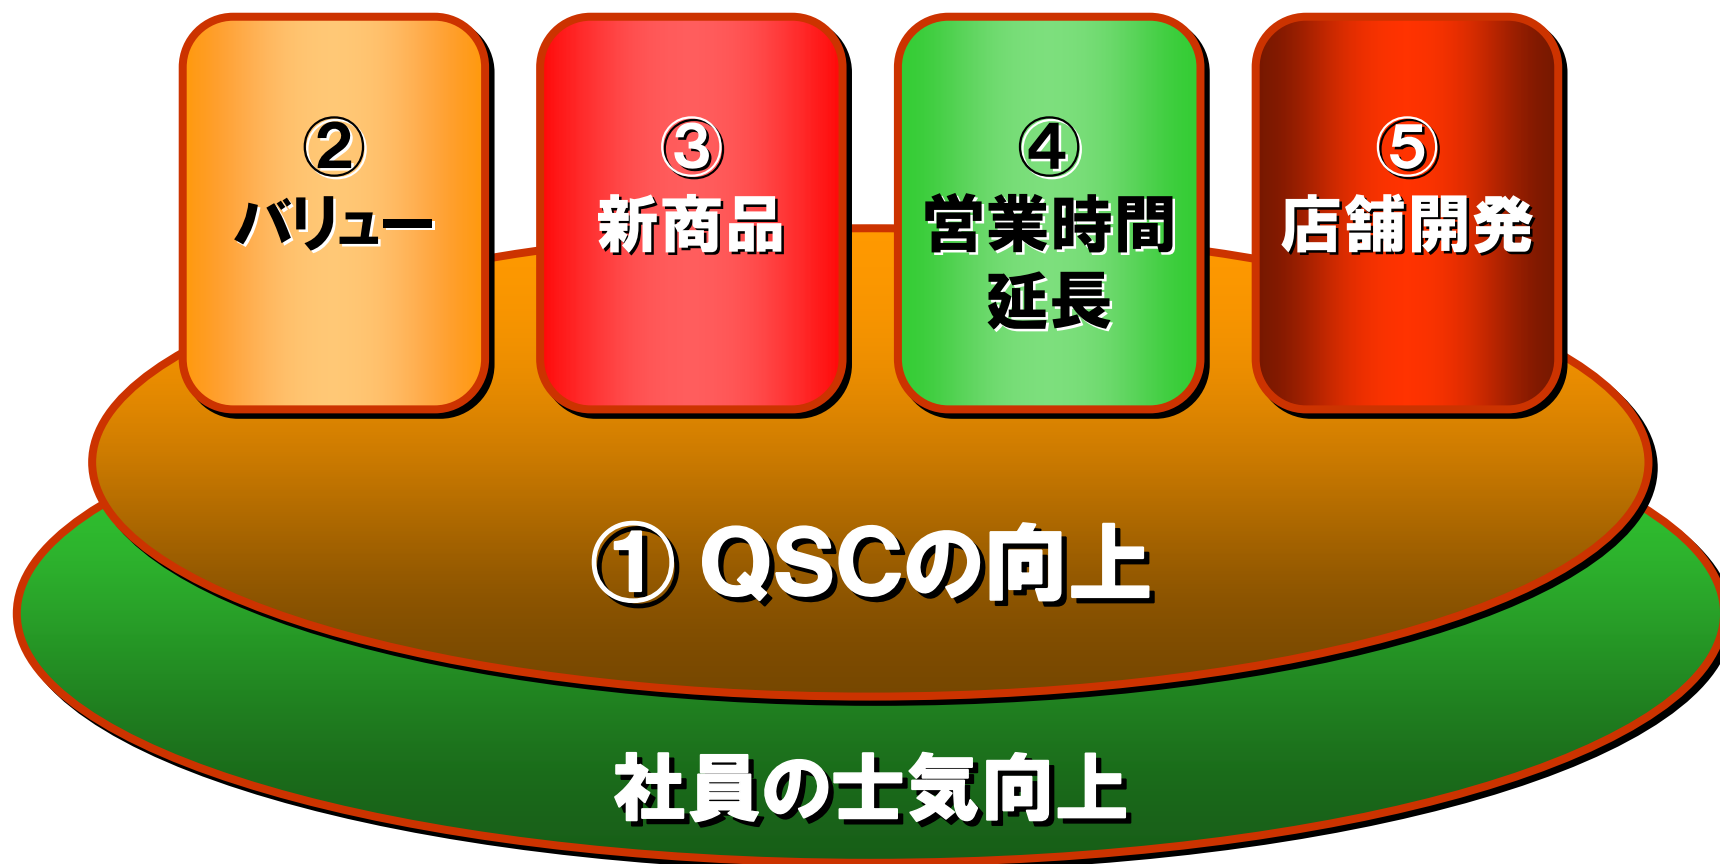 ②
バリュー
③
新商品
④
営業時間
延長
⑤
店舗開発
① QSCの向上
社員の士気向上